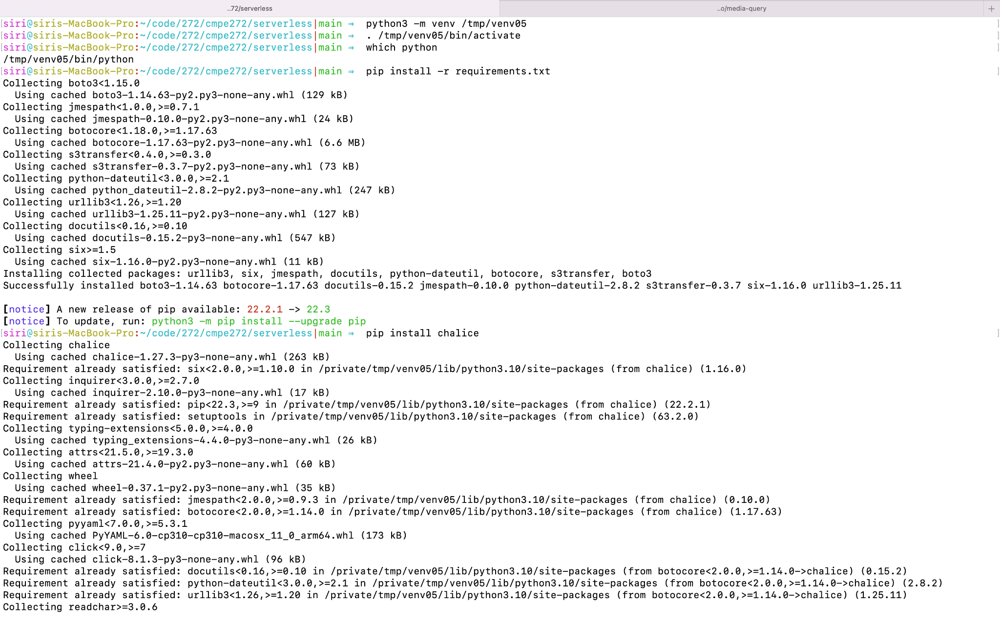 ..72/serverless
..o/media-query
+
[siri@siris-MacBook-Pro:~/code/272/cmpe272/serverless|main ⇒  python3 -m venv /tmp/venv05 ]
[siri@siris-MacBook-Pro:~/code/272/cmpe272/serverless|main ⇒  . /tmp/venv05/bin/activate ]
[siri@siris-MacBook-Pro:~/code/272/cmpe272/serverless|main ⇒  which python ]
/tmp/venv05/bin/python
[siri@siris-MacBook-Pro:~/code/272/cmpe272/serverless|main ⇒  pip install -r requirements.txt ]
Collecting boto3<1.15.0
  Using cached boto3-1.14.63-py2.py3-none-any.whl (129 kB)
Collecting jmespath<1.0.0,>=0.7.1
  Using cached jmespath-0.10.0-py2.py3-none-any.whl (24 kB)
Collecting botocore<1.18.0,>=1.17.63
  Using cached botocore-1.17.63-py2.py3-none-any.whl (6.6 MB)
Collecting s3transfer<0.4.0,>=0.3.0
  Using cached s3transfer-0.3.7-py2.py3-none-any.whl (73 kB)
Collecting python-dateutil<3.0.0,>=2.1
  Using cached python_dateutil-2.8.2-py2.py3-none-any.whl (247 kB)
Collecting urllib3<1.26,>=1.20
  Using cached urllib3-1.25.11-py2.py3-none-any.whl (127 kB)
Collecting docutils<0.16,>=0.10
  Using cached docutils-0.15.2-py3-none-any.whl (547 kB)
Collecting six>=1.5
  Using cached six-1.16.0-py2.py3-none-any.whl (11 kB)
Installing collected packages: urllib3, six, jmespath, docutils, python-dateutil, botocore, s3transfer, boto3
Successfully installed boto3-1.14.63 botocore-1.17.63 docutils-0.15.2 jmespath-0.10.0 python-dateutil-2.8.2 s3transfer-0.3.7 six-1.16.0 urllib3-1.25.11
[notice] A new release of pip available: 22.2.1 -> 22.3
[notice] To update, run: python3 -m pip install --upgrade pip
[siri@siris-MacBook-Pro:~/code/272/cmpe272/serverless|main ⇒  pip install chalice ]
Collecting chalice
  Using cached chalice-1.27.3-py3-none-any.whl (263 kB)
Requirement already satisfied: six<2.0.0,>=1.10.0 in /private/tmp/venv05/lib/python3.10/site-packages (from chalice) (1.16.0)
Collecting inquirer<3.0.0,>=2.7.0
  Using cached inquirer-2.10.0-py3-none-any.whl (17 kB)
Requirement already satisfied: pip<22.3,>=9 in /private/tmp/venv05/lib/python3.10/site-packages (from chalice) (22.2.1)
Requirement already satisfied: setuptools in /private/tmp/venv05/lib/python3.10/site-packages (from chalice) (63.2.0)
Collecting typing-extensions<5.0.0,>=4.0.0
  Using cached typing_extensions-4.4.0-py3-none-any.whl (26 kB)
Collecting attrs<21.5.0,>=19.3.0
  Using cached attrs-21.4.0-py2.py3-none-any.whl (60 kB)
Collecting wheel
  Using cached wheel-0.37.1-py2.py3-none-any.whl (35 kB)
Requirement already satisfied: jmespath<2.0.0,>=0.9.3 in /private/tmp/venv05/lib/python3.10/site-packages (from chalice) (0.10.0)
Requirement already satisfied: botocore<2.0.0,>=1.14.0 in /private/tmp/venv05/lib/python3.10/site-packages (from chalice) (1.17.63)
Collecting pyyaml<7.0.0,>=5.3.1
  Using cached PyYAML-6.0-cp310-cp310-macosx_11_0_arm64.whl (173 kB)
Collecting click<9.0,>=7
  Using cached click-8.1.3-py3-none-any.whl (96 kB)
Requirement already satisfied: docutils<0.16,>=0.10 in /private/tmp/venv05/lib/python3.10/site-packages (from botocore<2.0.0,>=1.14.0->chalice) (0.15.2)
Requirement already satisfied: python-dateutil<3.0.0,>=2.1 in /private/tmp/venv05/lib/python3.10/site-packages (from botocore<2.0.0,>=1.14.0->chalice) (2.8.2)
Requirement already satisfied: urllib3<1.26,>=1.20 in /private/tmp/venv05/lib/python3.10/site-packages (from botocore<2.0.0,>=1.14.0->chalice) (1.25.11)
Collecting readchar>=3.0.6